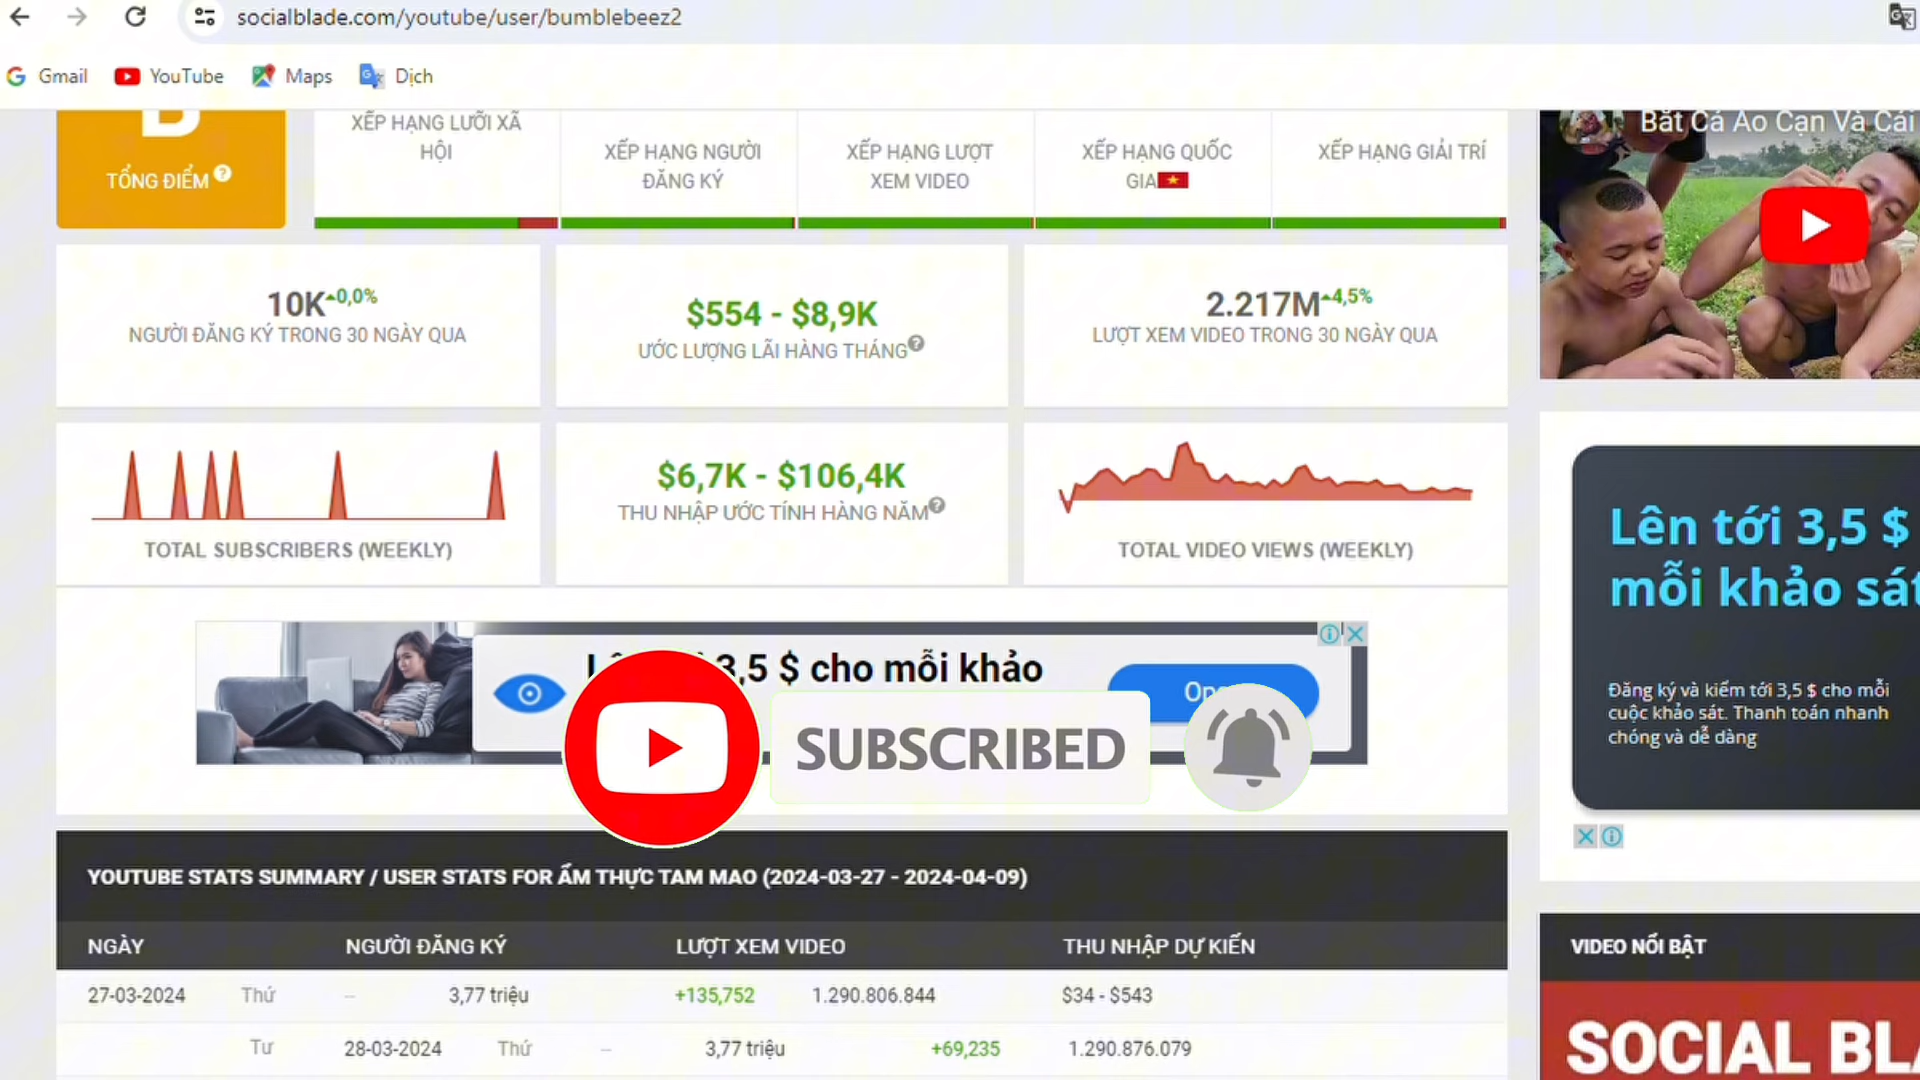 socialblade.com/youtube/user/bumblebeez2
Gmail
YouTube
Maps
Dịch
B
TỔNG ĐIỂM
XẾP HẠNG LƯỠI XÃ
HỘI
XẾP HẠNG NGƯỜI
ĐĂNG KÝ
XẾP HẠNG LƯỢT
XEM VIDEO
XẾP HẠNG QUỐC
GIA
XẾP HẠNG GIẢI TRÍ
Bắt Cá Ao Cạn Và Cái
10K 0,0%
NGƯỜI ĐĂNG KÝ TRONG 30 NGÀY QUA
$554 - $8,9K
ƯỚC LƯỢNG LÃI HÀNG THÁNG
2.217M 4,5%
LƯỢT XEM VIDEO TRONG 30 NGÀY QUA
TOTAL SUBSCRIBERS (WEEKLY)
$6,7K - $106,4K
THU NHẬP ƯỚC TÍNH HÀNG NĂM
TOTAL VIDEO VIEWS (WEEKLY)
Lên tới 3,5 $
mỗi khảo sát
Đăng ký và kiếm tới 3,5 $ cho mỗi
cuộc khảo sát. Thanh toán nhanh
chóng và dễ dàng
3,5 $ cho mỗi khảo
SUBSCRIBED
YOUTUBE STATS SUMMARY / USER STATS FOR ẨM THỰC TAM MAO (2024-03-27 - 2024-04-09)
NGÀY
NGƯỜI ĐĂNG KÝ
LƯỢT XEM VIDEO
THU NHẬP DỰ KIẾN
27-03-2024 Thứ -- 3,77 triệu +135,752 1.290.806.844 $34 - $543
Tư 28-03-2024 Thứ -- 3,77 triệu +69,235 1.290.876.079
VIDEO NỔI BẬT
SOCIAL BLA